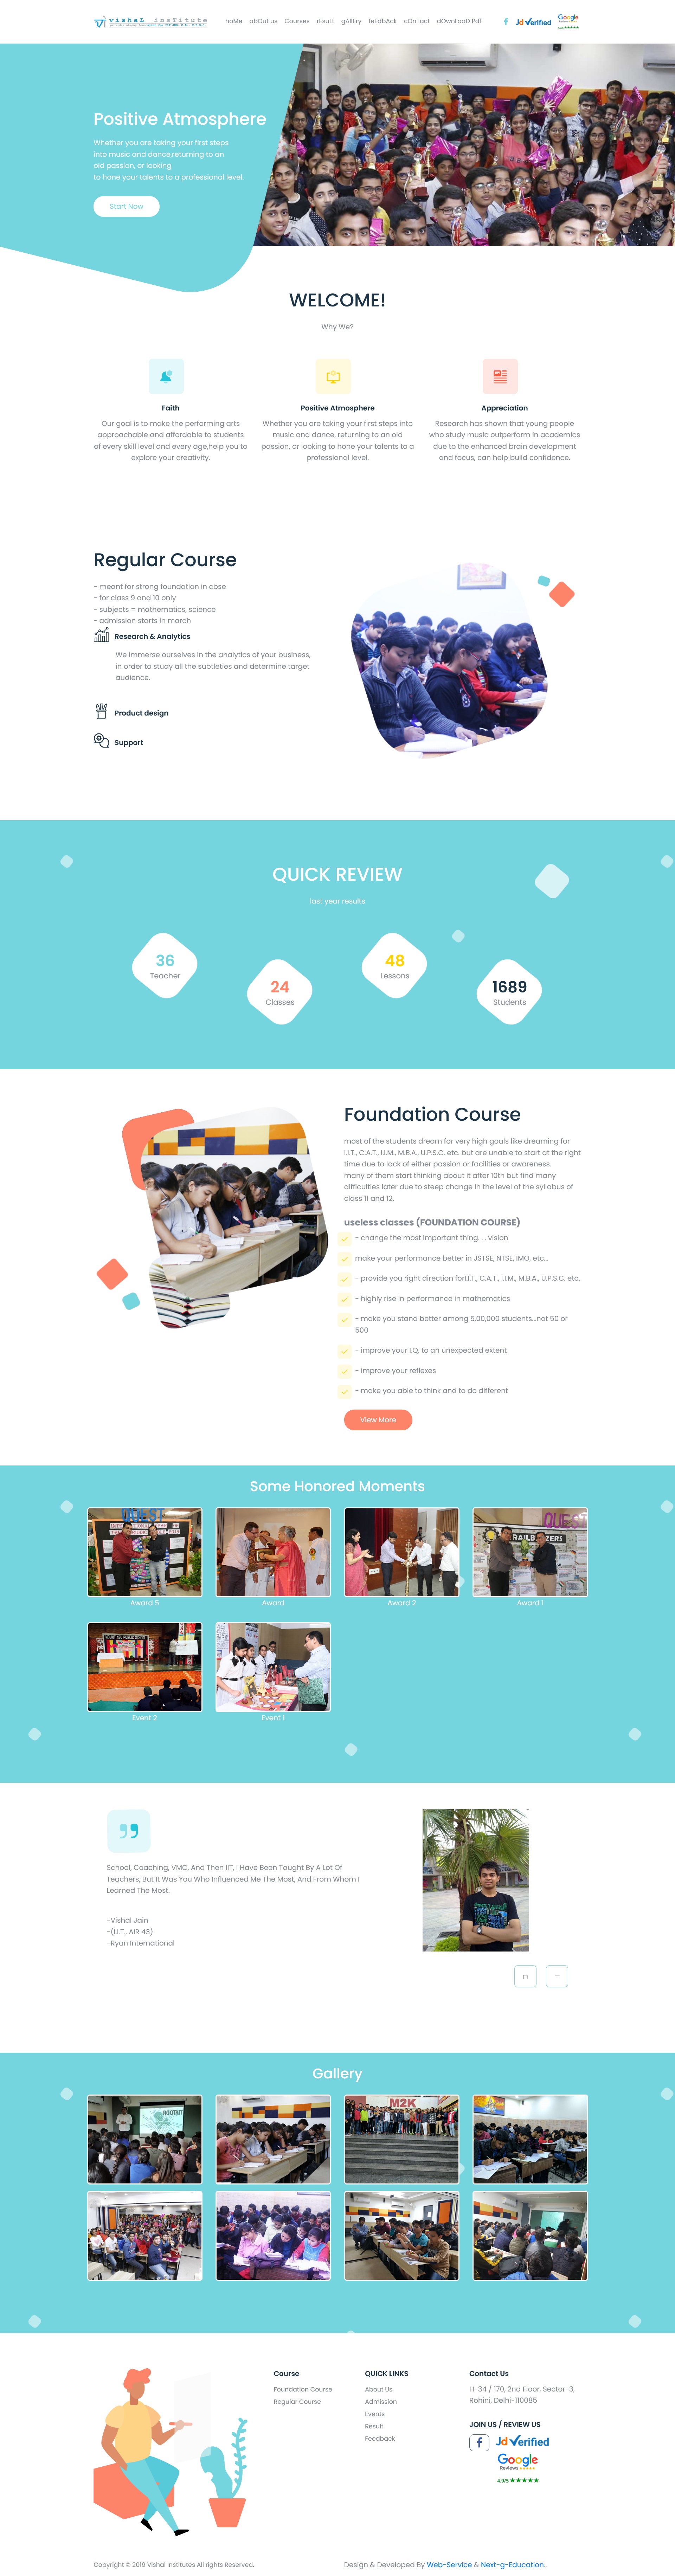 vishaL insTitute
hoMe abOut us Courses rEsuLt gAllEry feEdbAck cOnTact dOwnLoaD Pdf
Jd Verified
Google
Positive Atmosphere
Whether you are taking your first steps
into music and dance,returning to an
old passion, or looking
to hone your talents to a professional level.
Start Now
WELCOME!
Why We?
Faith
Our goal is to make the performing arts
approachable and affordable to students
of every skill level and every age,help you to
explore your creativity.
Positive Atmosphere
Whether you are taking your first steps into
music and dance, returning to an old
passion, or looking to hone your talents to a
professional level.
Appreciation
Research has shown that young people
who study music outperform in academics
due to the enhanced brain development
and focus, can help build confidence.
Regular Course
- meant for strong foundation in cbse
- for class 9 and 10 only
- subjects = mathematics, science
- admission starts in march
Research & Analytics
We immerse ourselves in the analytics of your business,
in order to study all the subtleties and determine target
audience.
Product design
Support
QUICK REVIEW
last year results
36
Teacher
24
Classes
48
Lessons
1689
Students
Foundation Course
most of the students dream for very high goals like dreaming for
I.I.T., C.A.T., I.I.M., M.B.A., U.P.S.C. etc. but are unable to start at the right
time due to lack of either passion or facilities or awareness.
many of them start thinking about it after 10th but find many
difficulties later due to steep change in the level of the syllabus of
class 11 and 12.
useless classes (FOUNDATION COURSE)
- change the most important thing. . . vision
make your performance better in JSTSE, NTSE, IMO, etc...
- provide you right direction forI.I.T., C.A.T., I.I.M., M.B.A., U.P.S.C. etc.
- highly rise in performance in mathematics
- make you stand better among 5,00,000 students...not 50 or
500
- improve your I.Q. to an unexpected extent
- improve your reflexes
- make you able to think and to do different
View More
Some Honored Moments
QUEST
QUES
RAILBLAZERS
Award 5
Award
Award 2
Award 1
Event 2
Event 1
School, Coaching, VMC, And Then IIT, I Have Been Taught By A Lot Of
Teachers, But It Was You Who Influenced Me The Most, And From Whom I
Learned The Most.
-Vishal Jain
-(I.I.T., AIR 43)
-Ryan International
Gallery
M2K
Course
Foundation Course
Regular Course
QUICK LINKS
About Us
Admission
Events
Result
Feedback
Contact Us
H-34 / 170, 2nd Floor, Sector-3,
Rohini, Delhi-110085
JOIN US / REVIEW US
Jd Verified
Google
Reviews
4.9/5
Copyright © 2019 Vishal Institutes All rights Reserved.
Design & Developed By Web-Service & Next-g-Education..